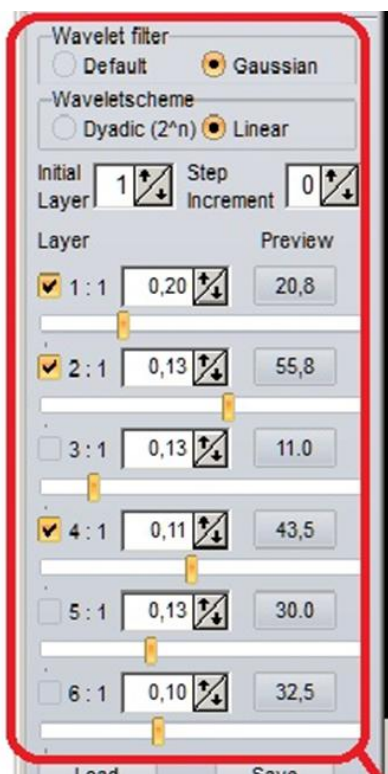 Wavelet filter
Default Gaussian
Waveletscheme
Dyadic (2^n) Linear
Initial Layer 1 Step Increment 0
Layer Preview
1 : 1 0,20 20,8
2 : 1 0,13 55,8
3 : 1 0,13 11.0
4 : 1 0,11 43,5
5 : 1 0,13 30.0
6 : 1 0,10 32,5
Load Save